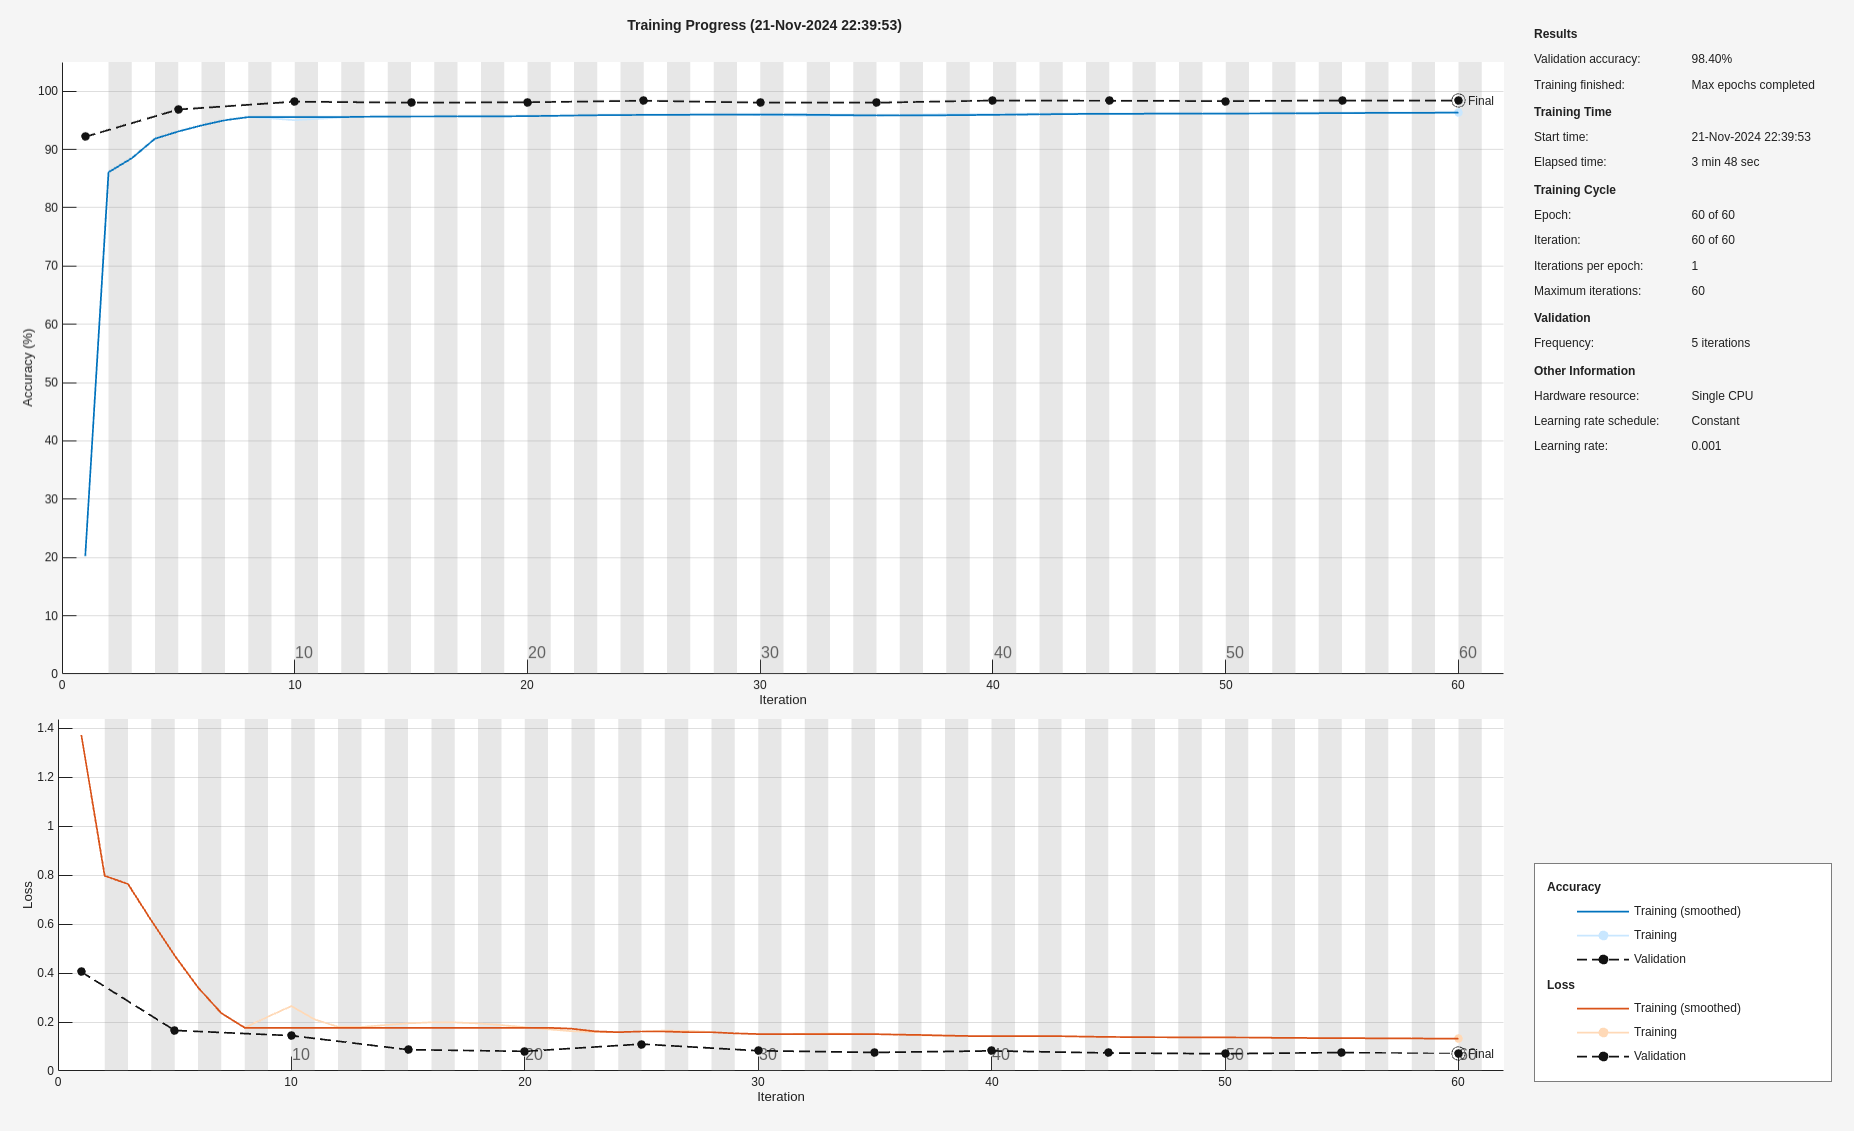 Training Progress (21-Nov-2024 22:39:53)
Accuracy (%)
100
90
80
70
60
50
40
30
20
10
0
10 20 30 40 50 60
Final
0 10 20 30 40 50 60
Iteration
Loss
1.4
1.2
1
0.8
0.6
0.4
0.2
0
10 20 30 40 50 60
Final
0 10 20 30 40 50 60
Iteration
Results
Validation accuracy: 98.40%
Training finished: Max epochs completed
Training Time
Start time: 21-Nov-2024 22:39:53
Elapsed time: 3 min 48 sec
Training Cycle
Epoch: 60 of 60
Iteration: 60 of 60
Iterations per epoch: 1
Maximum iterations: 60
Validation
Frequency: 5 iterations
Other Information
Hardware resource: Single CPU
Learning rate schedule: Constant
Learning rate: 0.001
Accuracy
Training (smoothed)
Training
Validation
Loss
Training (smoothed)
Training
Validation